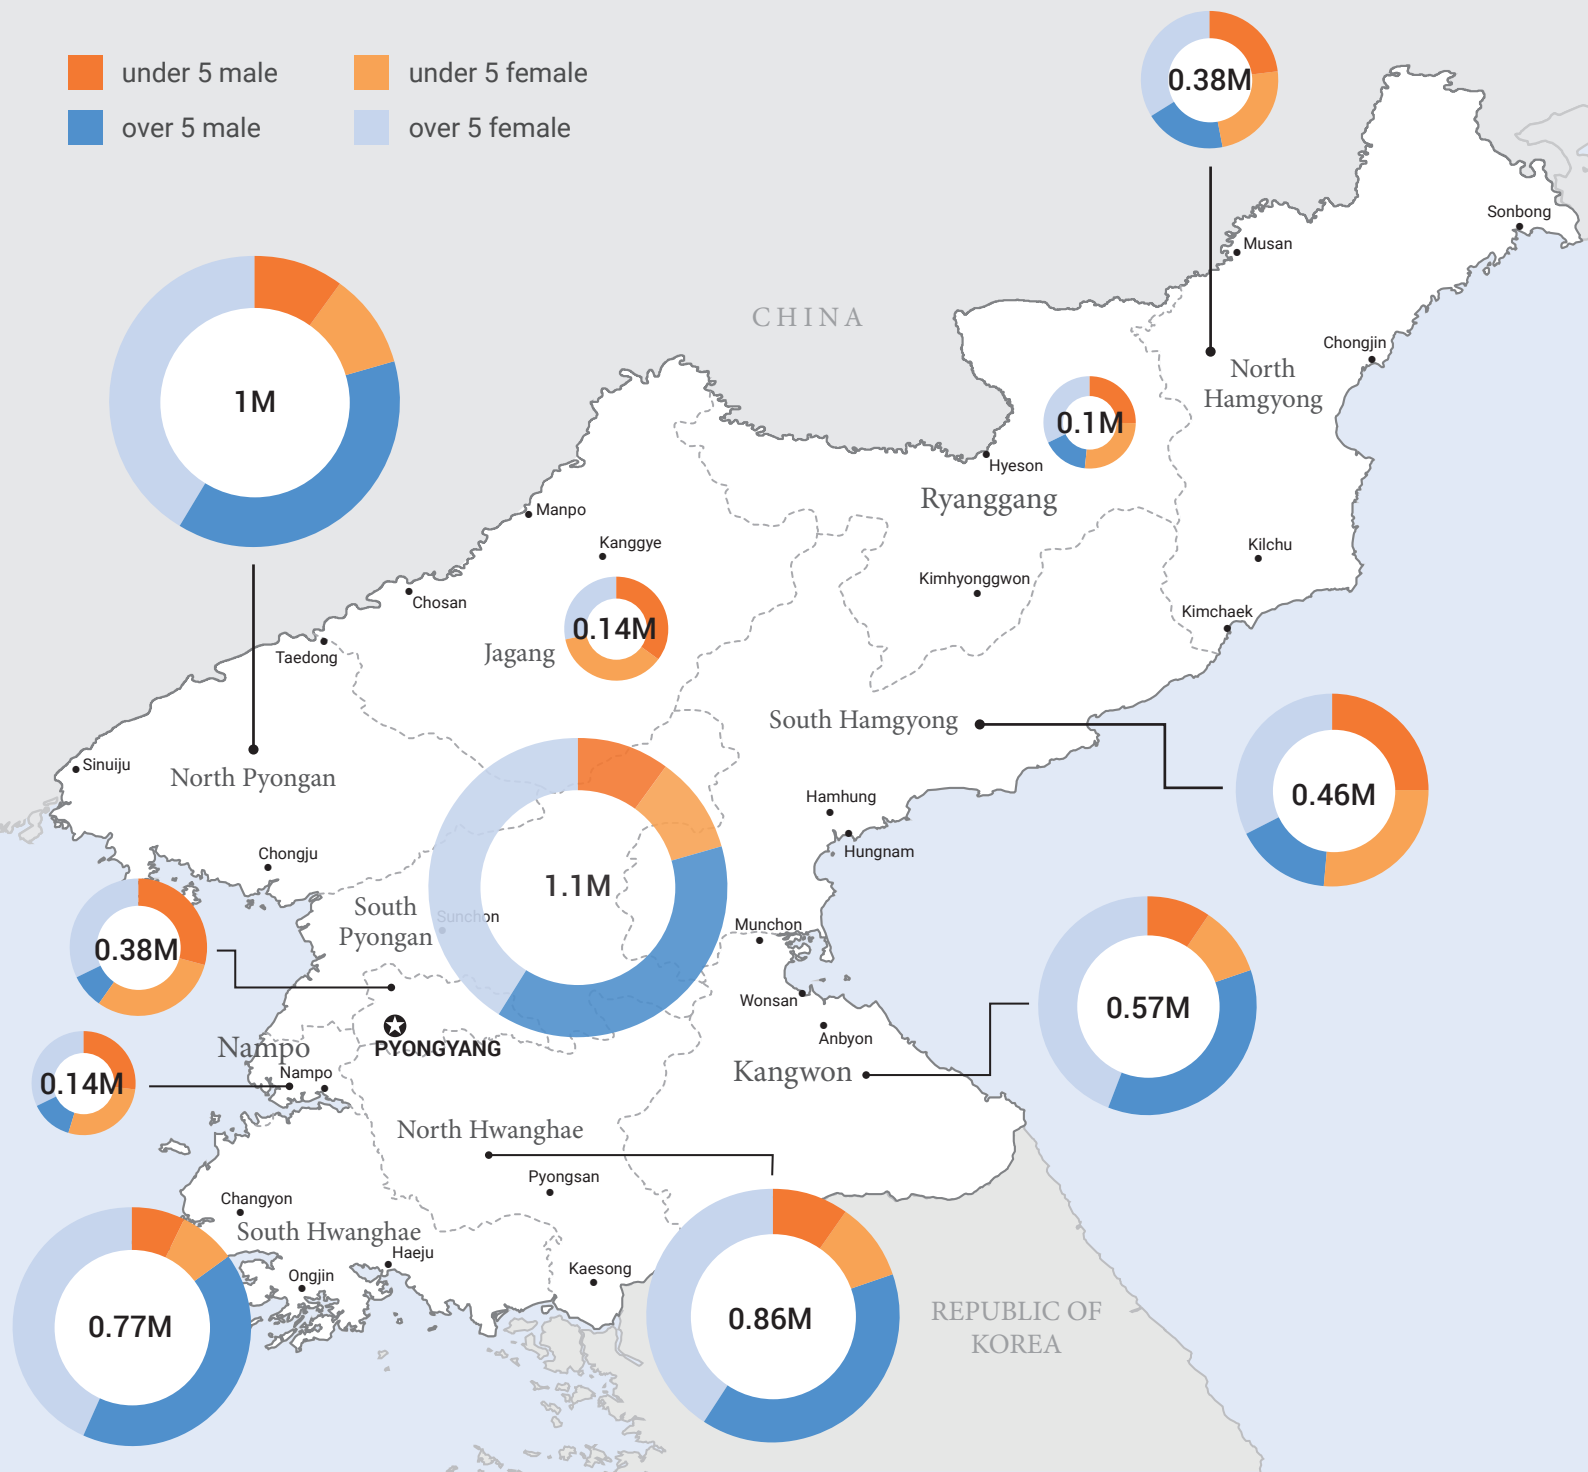 under 5 male
under 5 female
over 5 male
over 5 female
0.38M
Sonbong
Musan
CHINA
Chongjin
North
Hamgyong
1M
0.1M
Hyeson
Ryanggang
Manpo
Kanggye
Kilchu
Kimhyonggwon
Chosan
Kimchaek
0.14M
Jagang
Taedong
South Hamgyong
Sinuiju
North Pyongan
0.46M
Hamhung
Hungnam
Chongju
1.1M
South
Pyongan
Sunchon
Munchon
0.38M
Wonsan
0.57M
Anbyon
PYONGYANG
Nampo
Nampo
Kangwon
0.14M
North Hwanghae
Pyongsan
Changyon
South Hwanghae
Haeju
Kaesong
Ongjin
0.77M
0.86M
REPUBLIC OF
KOREA